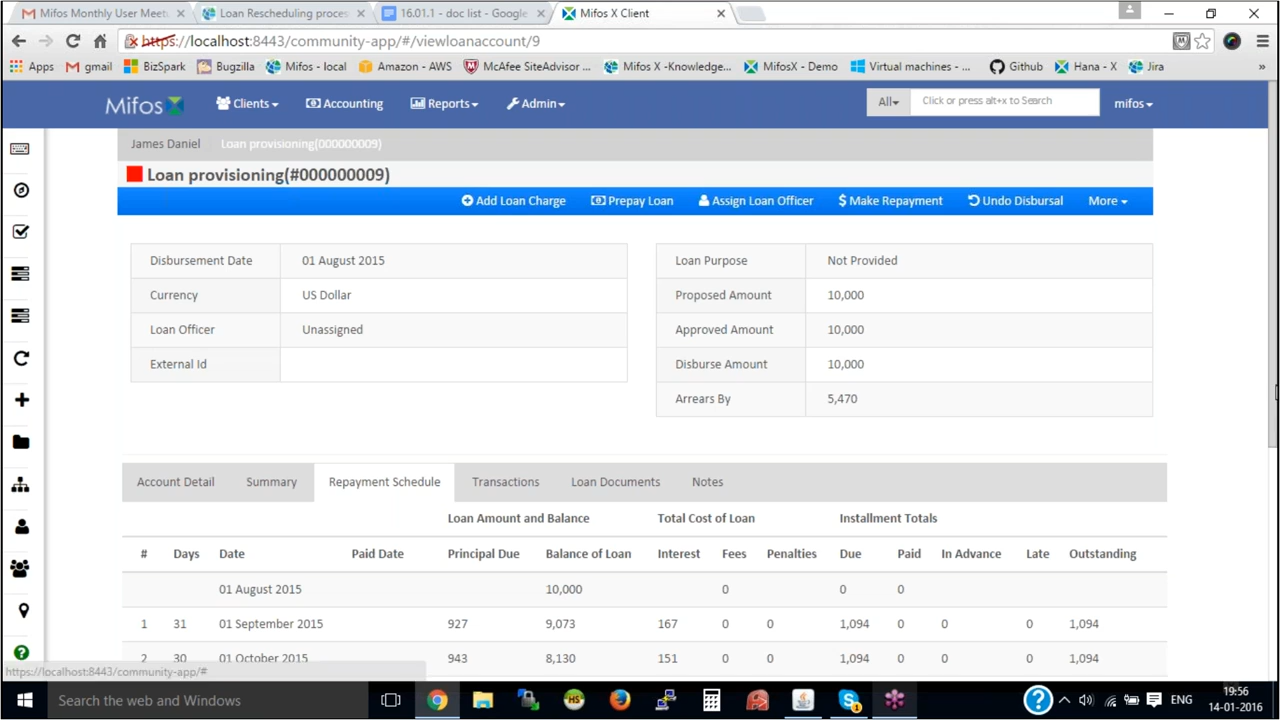 Mifos Monthly User Meetu
Loan Rescheduling proces
16.01.1 - doc list - Google
Mifos X Client
https://localhost:8443/community-app/#/viewloanaccount/9
Apps gmail BizSpark Bugzilla Mifos - local Amazon - AWS McAfee SiteAdvisor ... Mifos X -Knowledge... MifosX - Demo Virtual machines - ... Github Hana - X Jira »
Mifos Clients Accounting Reports Admin All Click or press alt+x to Search mifos
James Daniel Loan provisioning(000000009)
Loan provisioning(#000000009)
Add Loan Charge Prepay Loan Assign Loan Officer $ Make Repayment Undo Disbursal More
Disbursement Date 01 August 2015
Currency US Dollar
Loan Officer Unassigned
External Id
Loan Purpose Not Provided
Proposed Amount 10,000
Approved Amount 10,000
Disburse Amount 10,000
Arrears By 5,470
Account Detail Summary Repayment Schedule Transactions Loan Documents Notes
Loan Amount and Balance Total Cost of Loan Installment Totals
# Days Date Paid Date Principal Due Balance of Loan Interest Fees Penalties Due Paid In Advance Late Outstanding
01 August 2015 10,000 0 0 0
1 31 01 September 2015 927 9,073 167 0 0 1,094 0 0 0 1,094
2 30 01 October 2015 943 8,130 151 0 0 1,094 0 0 0 1,094
https://localhost:8443/community-app/#
Search the web and Windows
ENG
19:56
14-01-2016